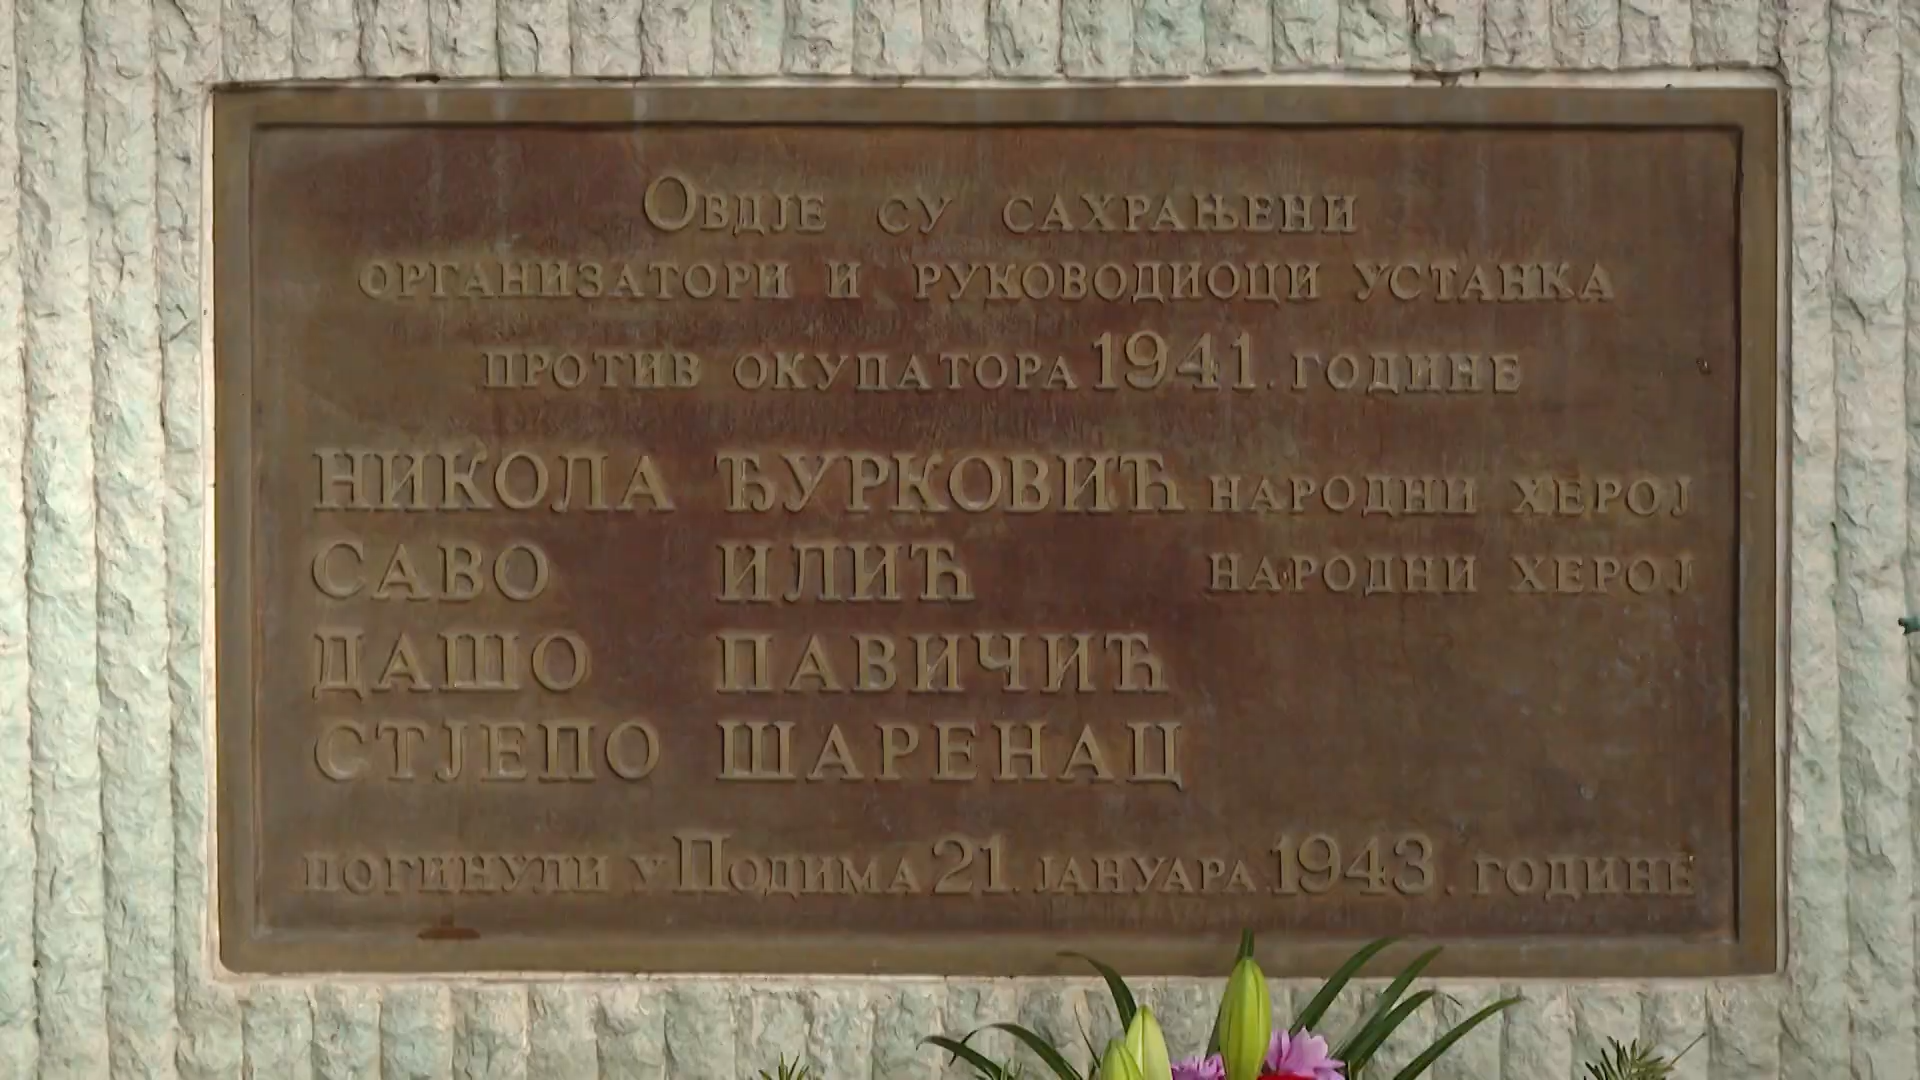 Овдје су сахрањени
организатори и руководиоци устанка
против окупатора 1941. године
НИКОЛА ЂУРКОВИЋ народни херој
САВО ИЛИЋ народни херој
ДАШО ПАВИЧИЋ
СТЈЕПО ШАРЕНАЦ
погинули у Подима 21. јануара 1943. године